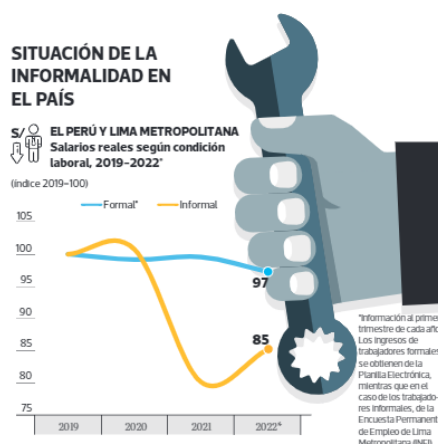 SITUACIÓN DE LA
INFORMALIDAD EN
EL PAÍS
S/
EL PERÚ Y LIMA METROPOLITANA
Salarios reales según condición
laboral, 2019-2022*
(índice 2019=100)
Formal* Informal
105
100
95
90
85
80
75
97
85
2019 2020 2021 2022*
*Información al primer
trimestre de cada año.
Los ingresos de
trabajadores formales
se obtienen de la
Planilla Electrónica,
mientras que en el
caso de los trabajado-
res informales, de la
Encuesta Permanente
de Empleo de Lima
Metropolitana (INEI).